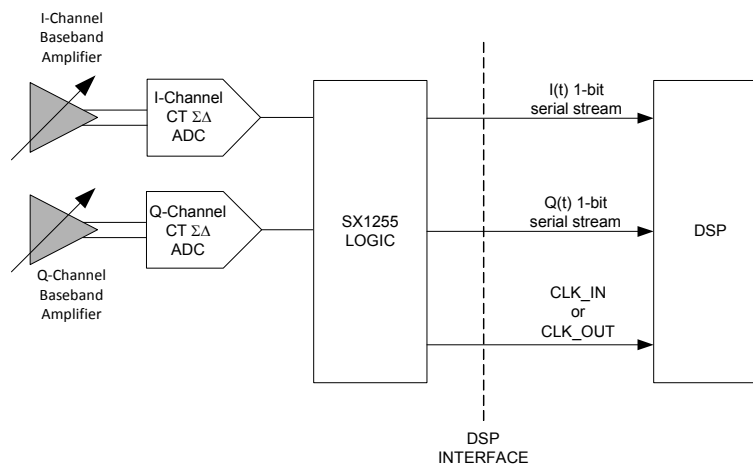 I-Channel
Baseband
Amplifier
I-Channel
CT ΣΔ
ADC
Q-Channel
CT ΣΔ
ADC
Q-Channel
Baseband
Amplifier
SX1255
LOGIC
I(t) 1-bit
serial stream
Q(t) 1-bit
serial stream
CLK_IN
or
CLK_OUT
DSP
DSP
INTERFACE